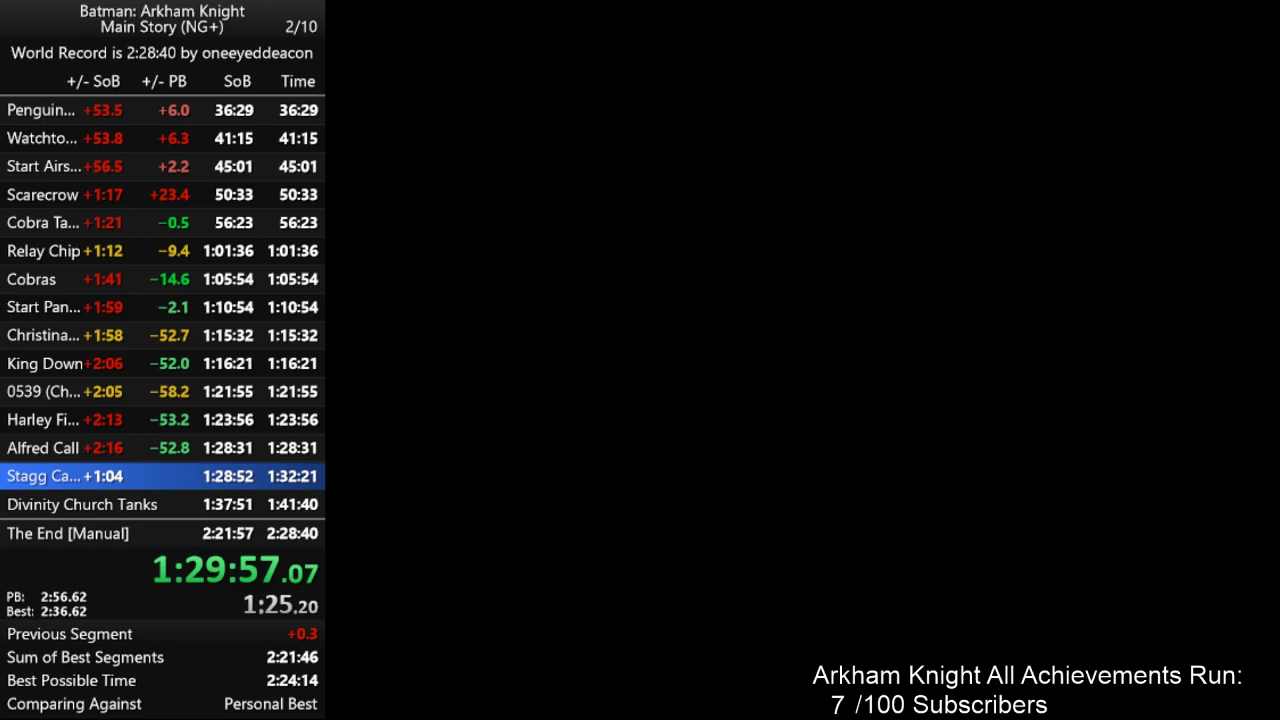 Batman: Arkham Knight
Main Story (NG+) 2/10
World Record is 2:28:40 by oneeyeddeacon
+/- SoB +/- PB SoB Time
Penguin... +53.5 +6.0 36:29 36:29
Watchto... +53.8 +6.3 41:15 41:15
Start Airs... +56.5 +2.2 45:01 45:01
Scarecrow +1:17 +23.4 50:33 50:33
Cobra Ta... +1:21 −0.5 56:23 56:23
Relay Chip +1:12 −9.4 1:01:36 1:01:36
Cobras +1:41 −14.6 1:05:54 1:05:54
Start Pan... +1:59 −2.1 1:10:54 1:10:54
Christina... +1:58 −52.7 1:15:32 1:15:32
King Down +2:06 −52.0 1:16:21 1:16:21
0539 (Ch... +2:05 −58.2 1:21:55 1:21:55
Harley Fi... +2:13 −53.2 1:23:56 1:23:56
Alfred Call +2:16 −52.8 1:28:31 1:28:31
Stagg Ca... +1:04 1:28:52 1:32:21
Divinity Church Tanks 1:37:51 1:41:40
The End [Manual] 2:21:57 2:28:40
1:29:57.07
PB: 2:56.62
Best: 2:36.62
1:25.20
Previous Segment +0.3
Sum of Best Segments 2:21:46
Best Possible Time 2:24:14
Comparing Against Personal Best
Arkham Knight All Achievements Run:
7 /100 Subscribers